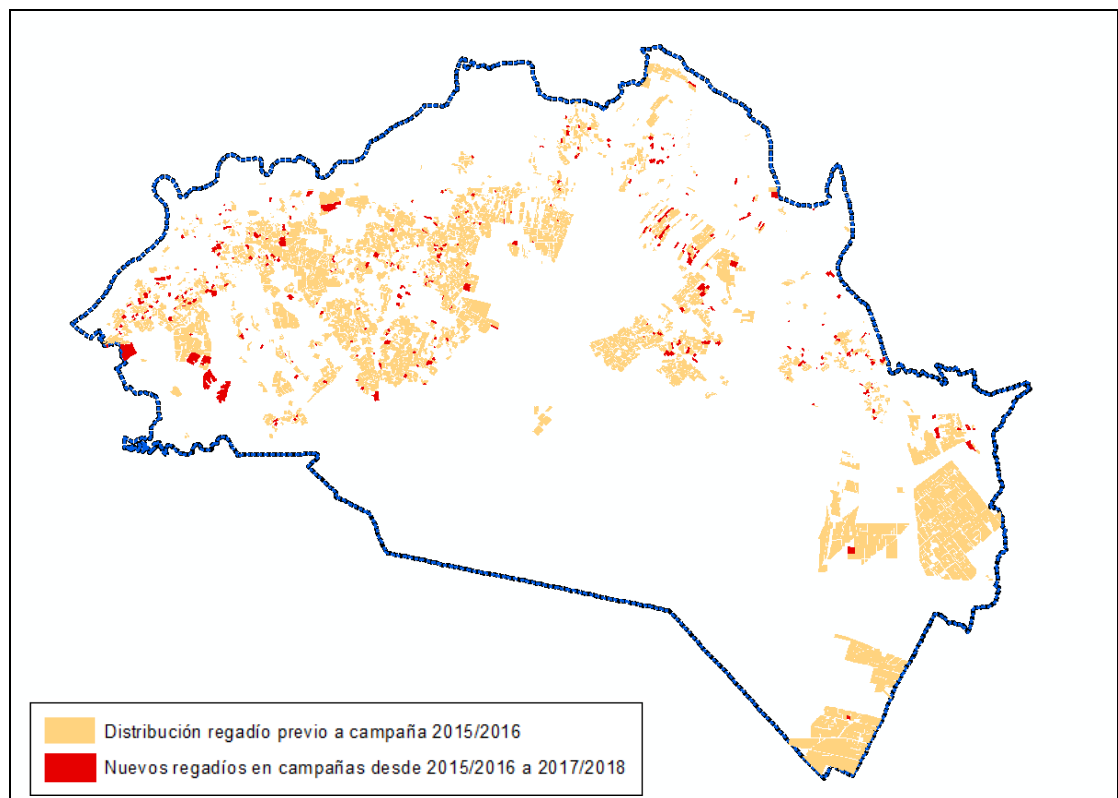 Distribución regadío previo a campaña 2015/2016
Nuevos regadíos en campañas desde 2015/2016 a 2017/2018